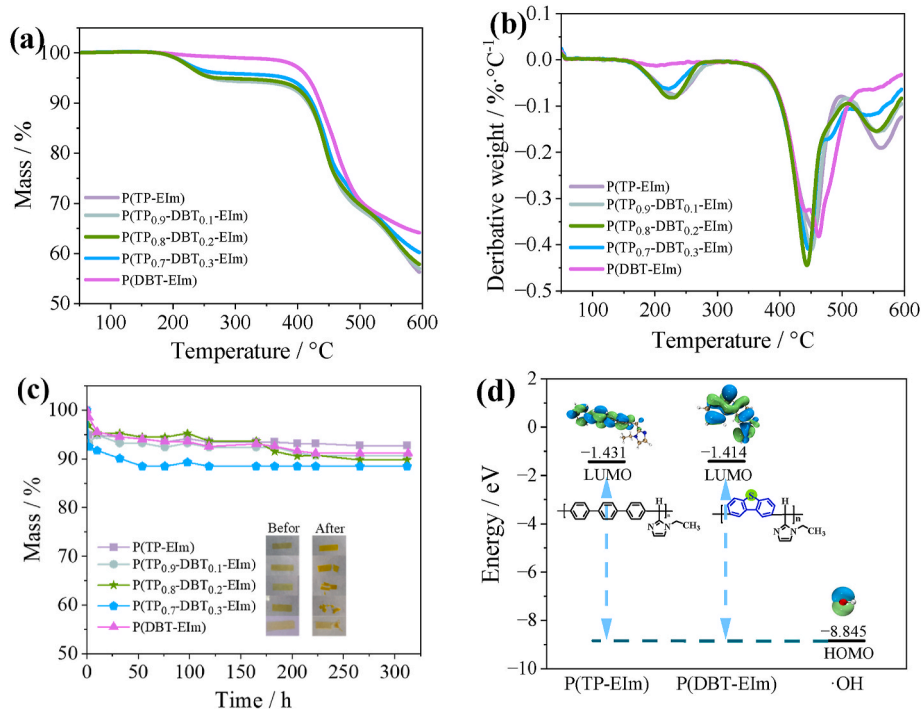 (a)
100
90
80
70
60
50
Mass / %
P(TP-EIm)
P(TP0.9-DBT0.1-EIm)
P(TP0.8-DBT0.2-EIm)
P(TP0.7-DBT0.3-EIm)
P(DBT-EIm)
100 200 300 400 500 600
Temperature / °C
(b)
0.1
0.0
−0.1
−0.2
−0.3
−0.4
−0.5
Deribative weight / %·°C-1
P(TP-EIm)
P(TP0.9-DBT0.1-EIm)
P(TP0.8-DBT0.2-EIm)
P(TP0.7-DBT0.3-EIm)
P(DBT-EIm)
100 200 300 400 500 600
Temperature / °C
(c)
100
90
80
70
60
50
Mass / %
Befor After
P(TP-EIm)
P(TP0.9-DBT0.1-EIm)
P(TP0.8-DBT0.2-EIm)
P(TP0.7-DBT0.3-EIm)
P(DBT-EIm)
0 50 100 150 200 250 300
Time / h
(d)
2
0
−2
−4
−6
−8
−10
Energy / eV
−1.431
LUMO
−1.414
LUMO
H
n
N
N
CH3
S
H
n
N
N
CH3
−8.845
HOMO
P(TP-EIm) P(DBT-EIm) ·OH